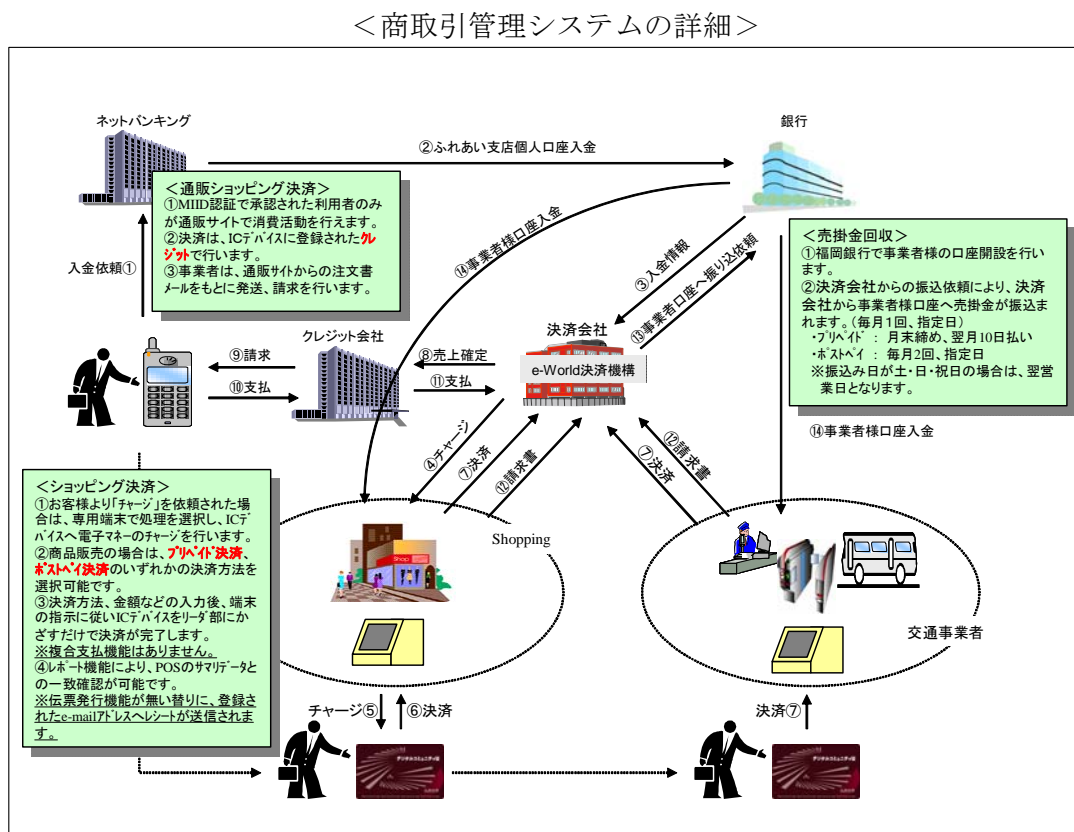 ＜商取引管理システムの詳細＞
ネットバンキング
銀行
②ふれあい支店個人口座入金
＜通販ショッピング決済＞
①MIID認証で承認された利用者のみ
が通販サイトで消費活動を行えます。
②決済は、ICデバイスに登録されたクレ
ジットで行います。
③事業者は、通販サイトからの注文書
メールをもとに発送、請求を行います。
入金依頼①
⑭事業者様口座入金
③入金情報
⑬事業者口座へ振り込依頼
＜売掛金回収＞
①福岡銀行で事業者様の口座開設を行い
ます。
②決済会社からの振込依頼により、決済
会社から事業者様口座へ売掛金が振込ま
れます。（毎月1回、指定日）
・プリペイド ： 月末締め、翌月10日払い
・ポストペイ ： 毎月2回、指定日
※振込み日が土・日・祝日の場合は、翌営
業日となります。
クレジット会社
決済会社
e-World決済機構
⑨請求
⑩支払
⑧売上確定
⑪支払
④チャージ
⑦決済
⑫請求書
⑦決済
⑫請求書
⑭事業者様口座入金
＜ショッピング決済＞
①お客様より「チャージ」を依頼された場
合は、専用端末で処理を選択し、ICデ
バイスへ電子マネーのチャージを行います。
②商品販売の場合は、プリペイド決済、
ポストペイ決済のいずれかの決済方法を
選択可能です。
③決済方法、金額などの入力後、端末
の指示に従いICデバイスをリーダ部にか
ざすだけで決済が完了します。
※複合支払機能はありません。
④レポート機能により、POSのサマリデータと
の一致確認が可能です。
※伝票発行機能が無い替りに、登録さ
れたe-mailアドレスへレシートが送信されま
す。
Shopping
Shop
交通事業者
チャージ⑤
⑥決済
決済⑦
デジタルコミュニティ
デジタルコミュニティ